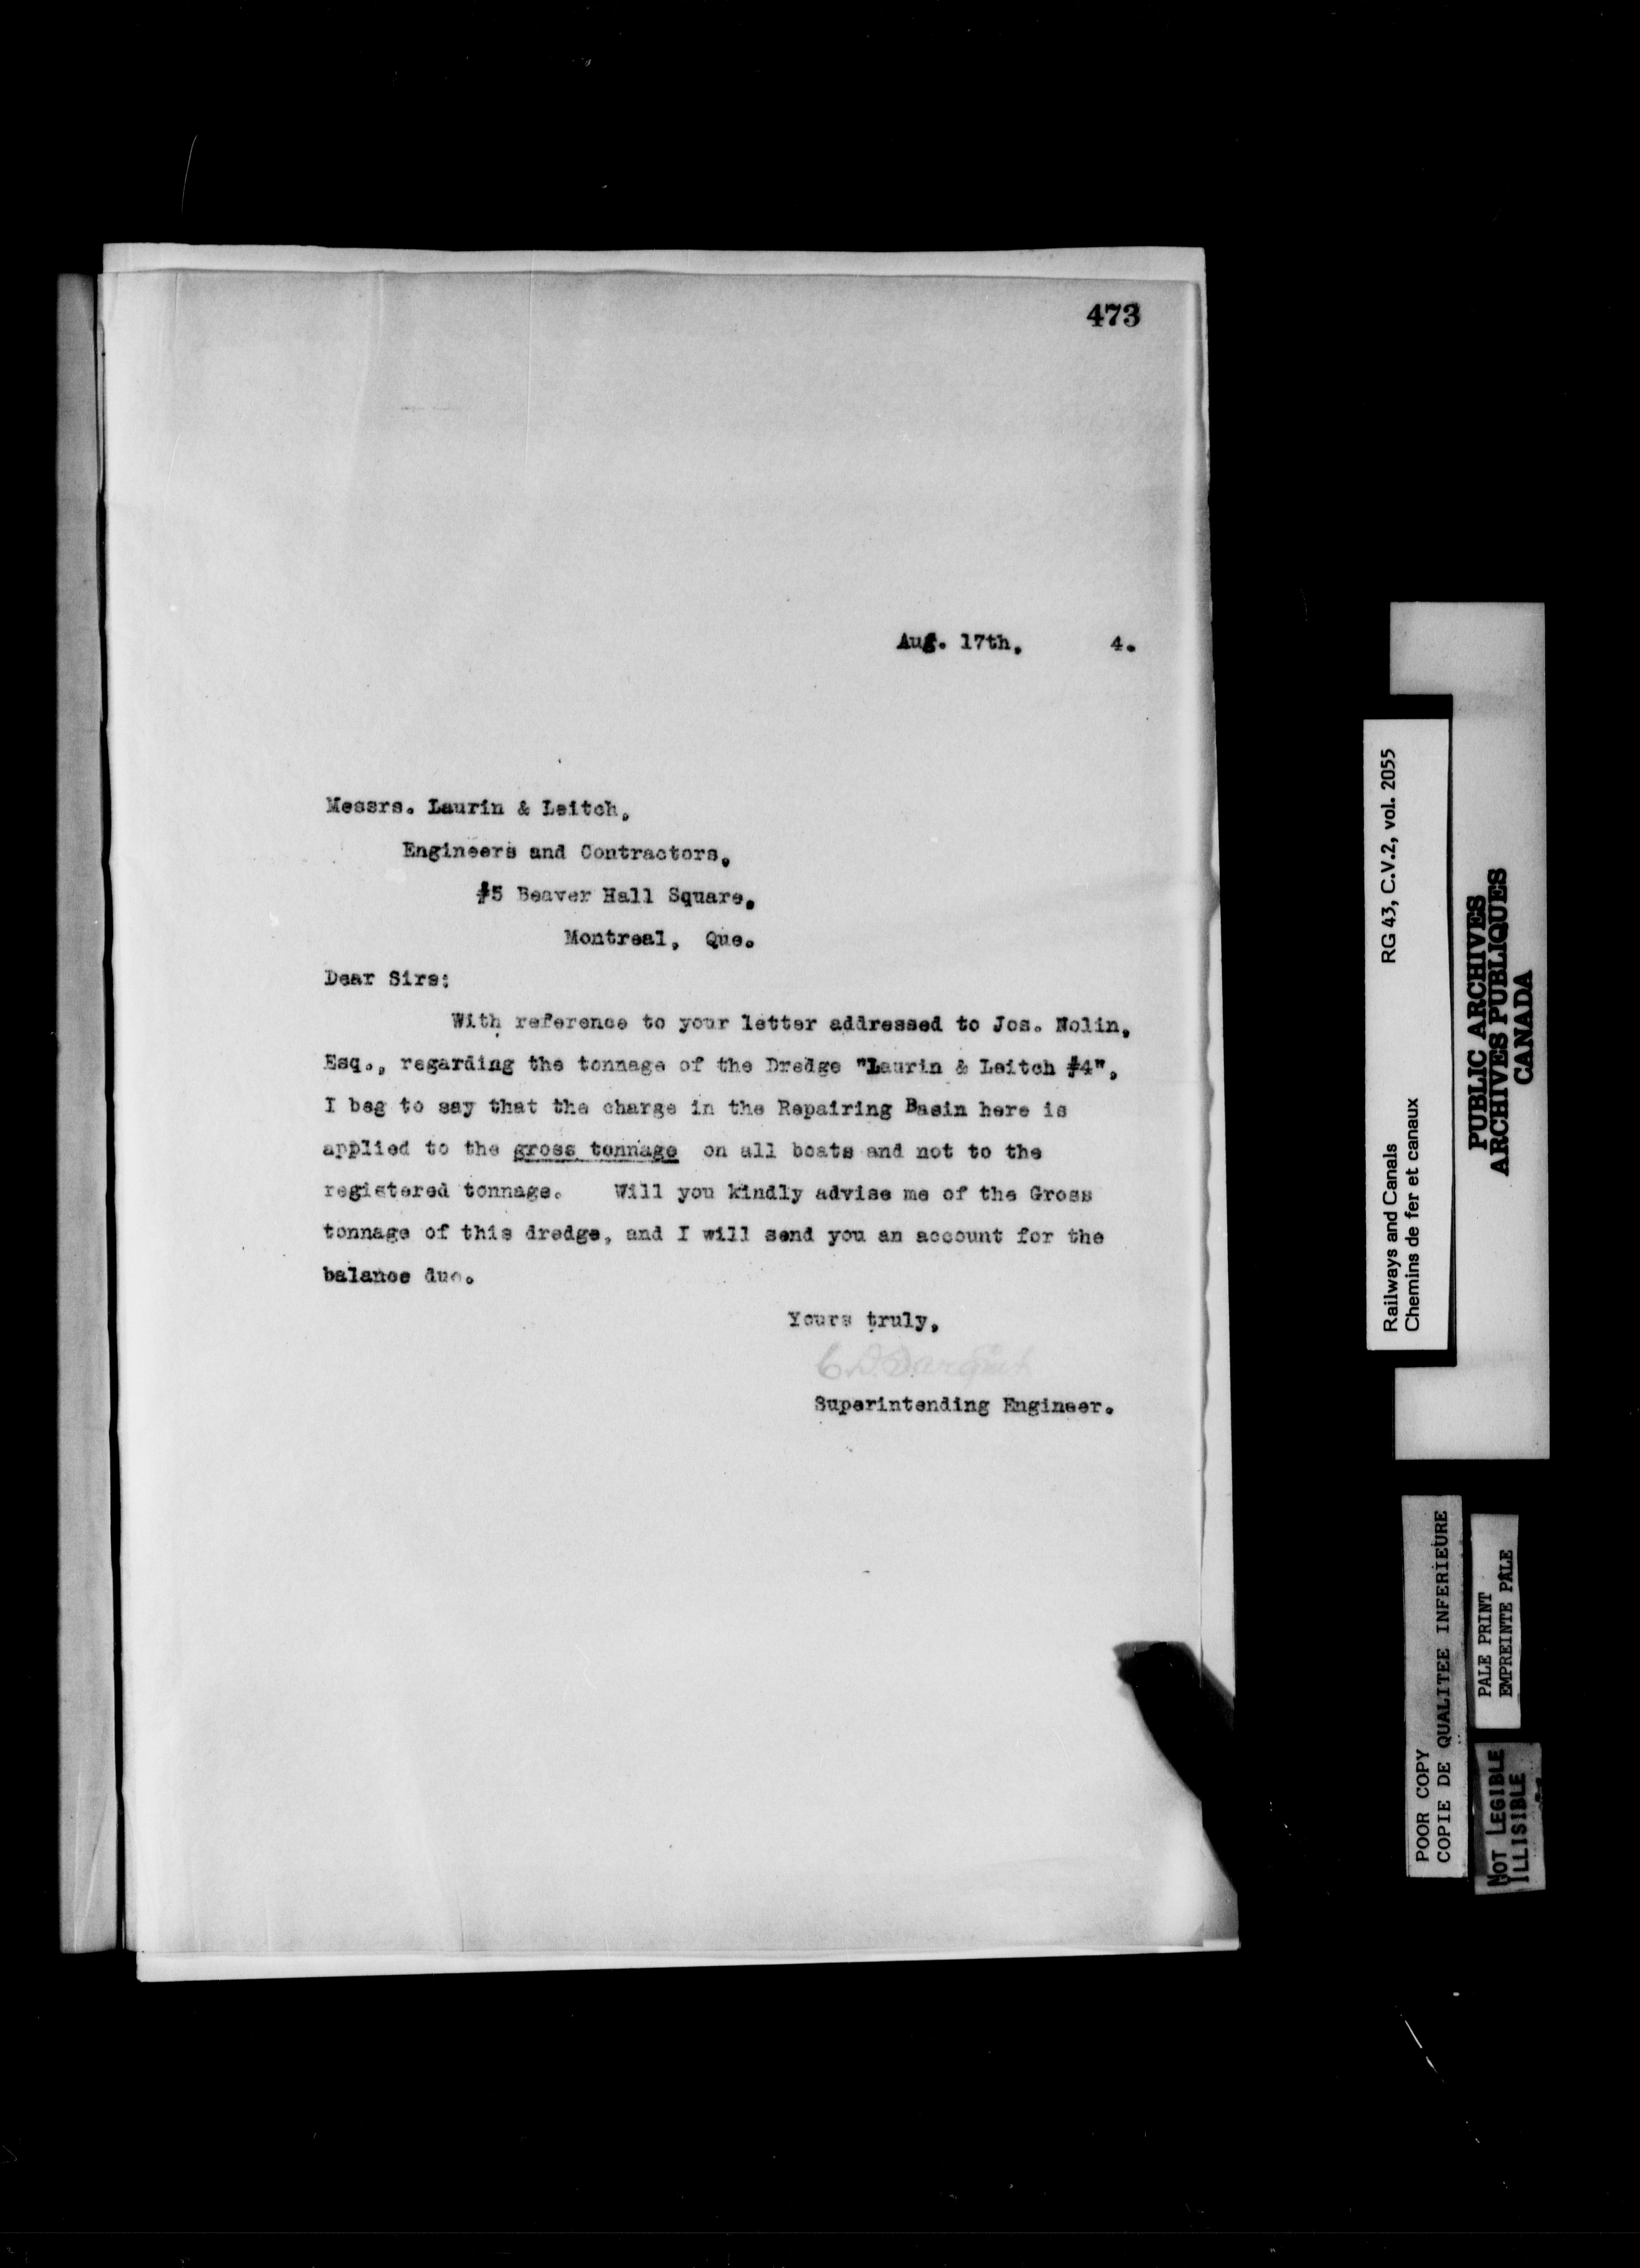 473
Aug. 17th, 4.
Messrs. Laurin & Leitch,
Engineers and Contractors,
#5 Beaver Hall Square,
Montreal, Que.
Dear Sirs:
With reference to your letter addressed to Jos. Nolin,
Esq., regarding the tonnage of the Dredge "Laurin & Leitch #4",
I beg to say that the charge in the Repairing Basin here is
applied to the gross tonnage on all boats and not to the
registered tonnage. Will you kindly advise me of the Gross
tonnage of this dredge, and I will send you an account for the
balance due.
Yours truly,
Superintending Engineer.
Railways and Canals RG 43, C.V.2, vol. 2055
Chemins de fer et canaux
PUBLIC ARCHIVES
ARCHIVES PUBLIQUES
CANADA
POOR COPY
COPIE DE QUALITEE INFERIEURE
PALE PRINT
EMPREINTE PÂLE
NOT LEGIBLE
ILLISIBLE